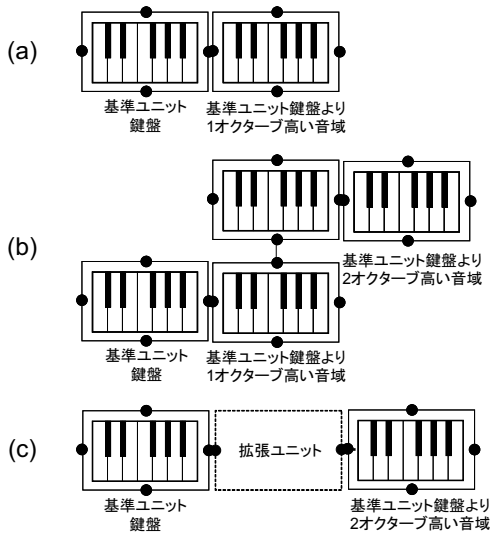 (a)
基準ユニット
鍵盤
基準ユニット鍵盤より
1オクターブ高い音域
(b)
基準ユニット鍵盤より
2オクターブ高い音域
基準ユニット
鍵盤
基準ユニット鍵盤より
1オクターブ高い音域
(c)
拡張ユニット
基準ユニット
鍵盤
基準ユニット鍵盤より
2オクターブ高い音域